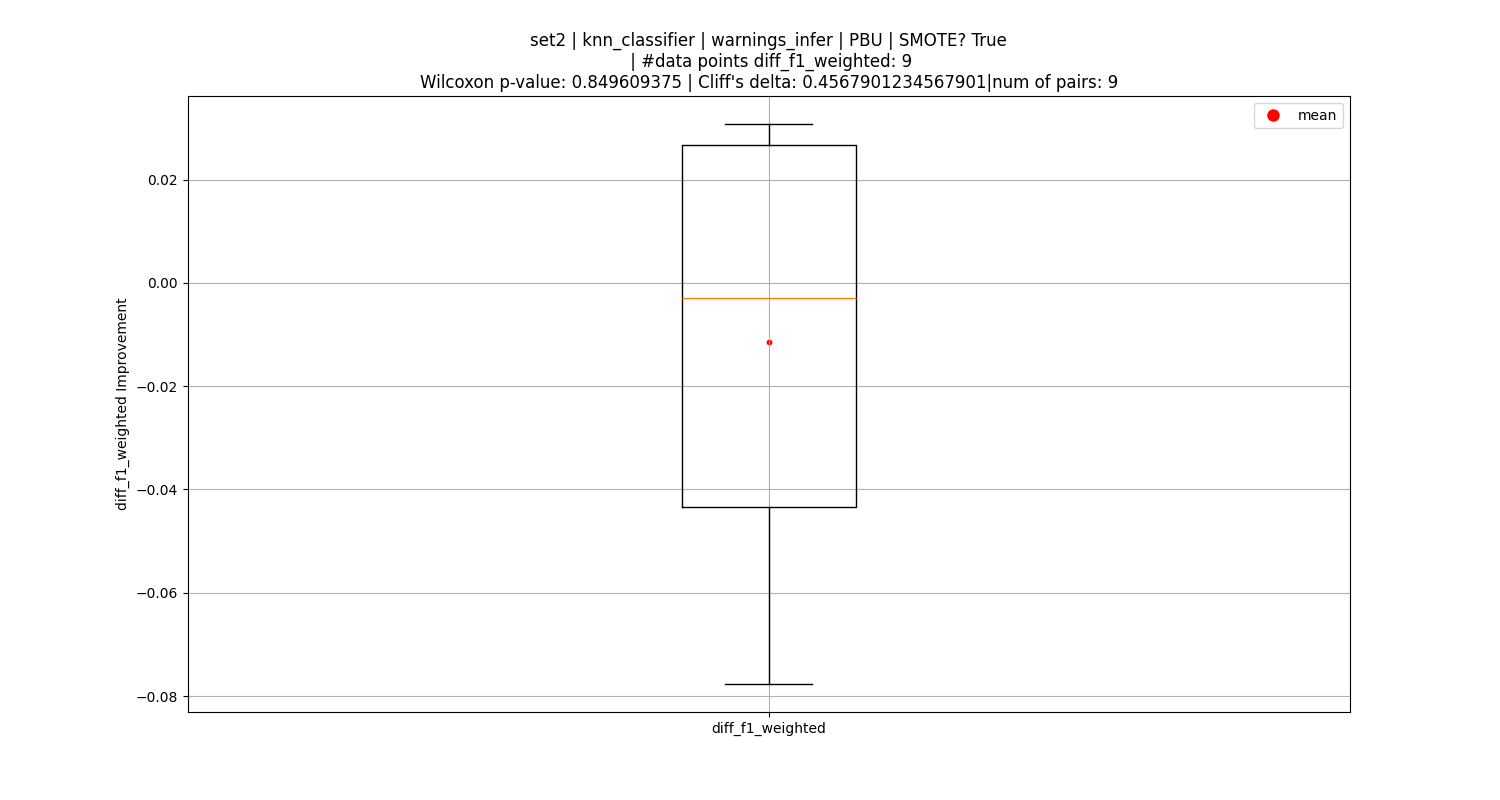 set2 | knn_classifier | warnings_infer | PBU | SMOTE? True
| #data points diff_f1_weighted: 9
Wilcoxon p-value: 0.849609375 | Cliff's delta: 0.4567901234567901|num of pairs: 9
mean
0.02
0.00
−0.02
−0.04
−0.06
−0.08
diff_f1_weighted Improvement
diff_f1_weighted